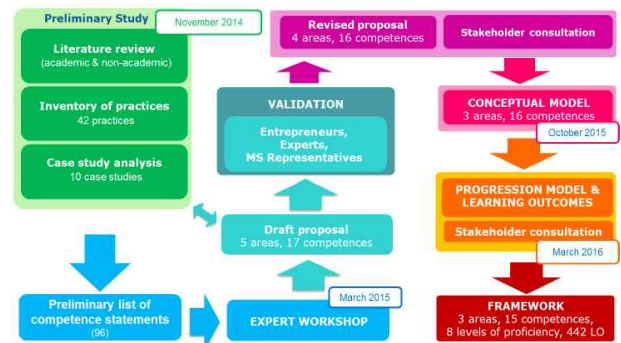 Preliminary Study
November 2014
Literature review
(academic & non-academic)
Inventory of practices
42 practices
Case study analysis
10 case studies
Preliminary list of
competence statements
(96)
EXPERT WORKSHOP
March 2015
Draft proposal
5 areas, 17 competences
VALIDATION
Entrepreneurs,
Experts,
MS Representatives
Revised proposal
4 areas, 16 competences
Stakeholder consultation
CONCEPTUAL MODEL
3 areas, 16 competences
October 2015
PROGRESSION MODEL &
LEARNING OUTCOMES
Stakeholder consultation
March 2016
FRAMEWORK
3 areas, 15 competences,
8 levels of proficiency, 442 LO